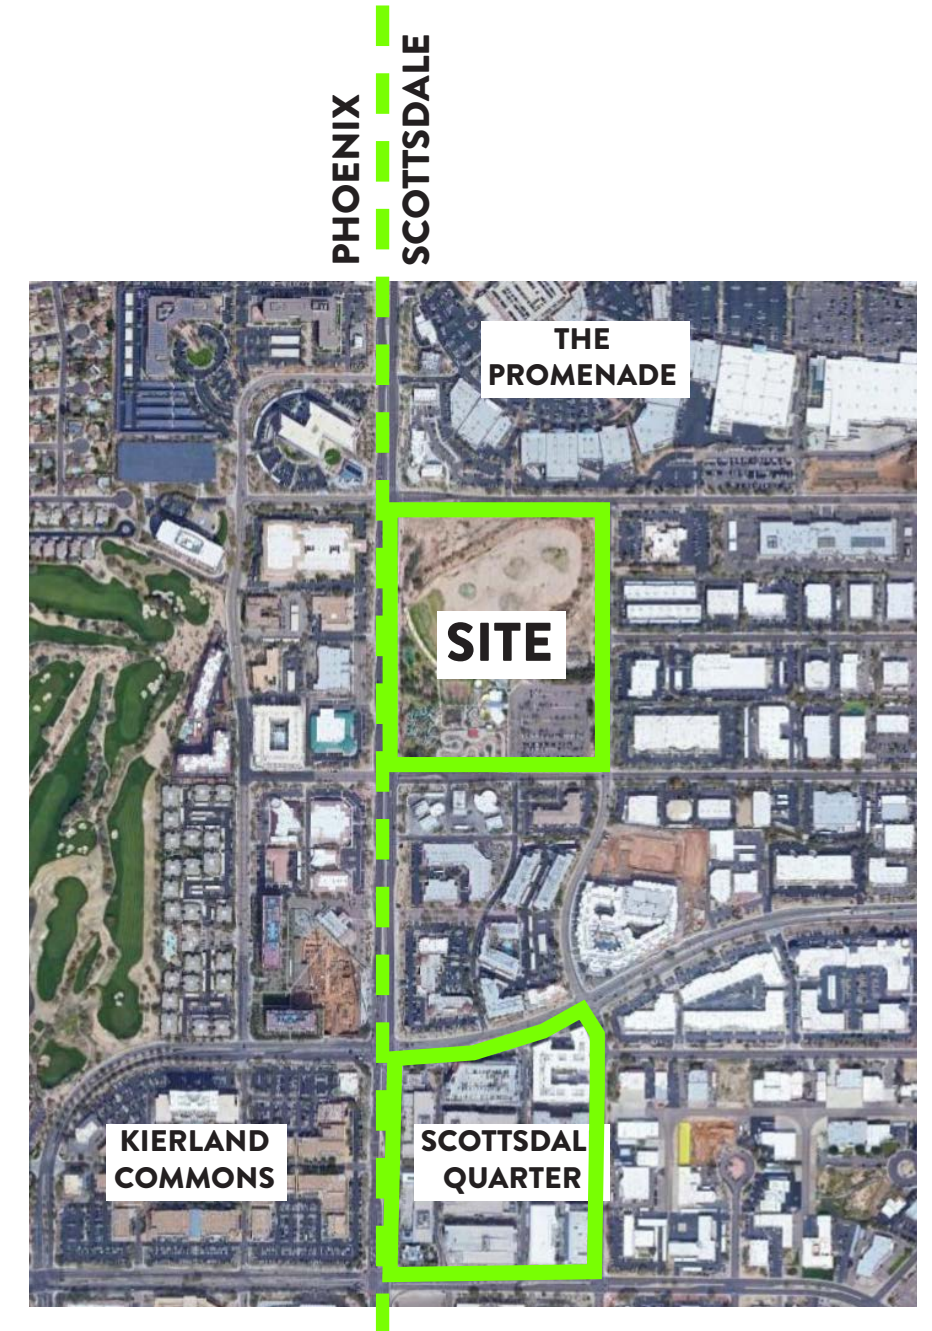 PHOENIX
SCOTTSDALE
THE
PROMENADE
SITE
KIERLAND
COMMONS
SCOTTSDAL
QUARTER